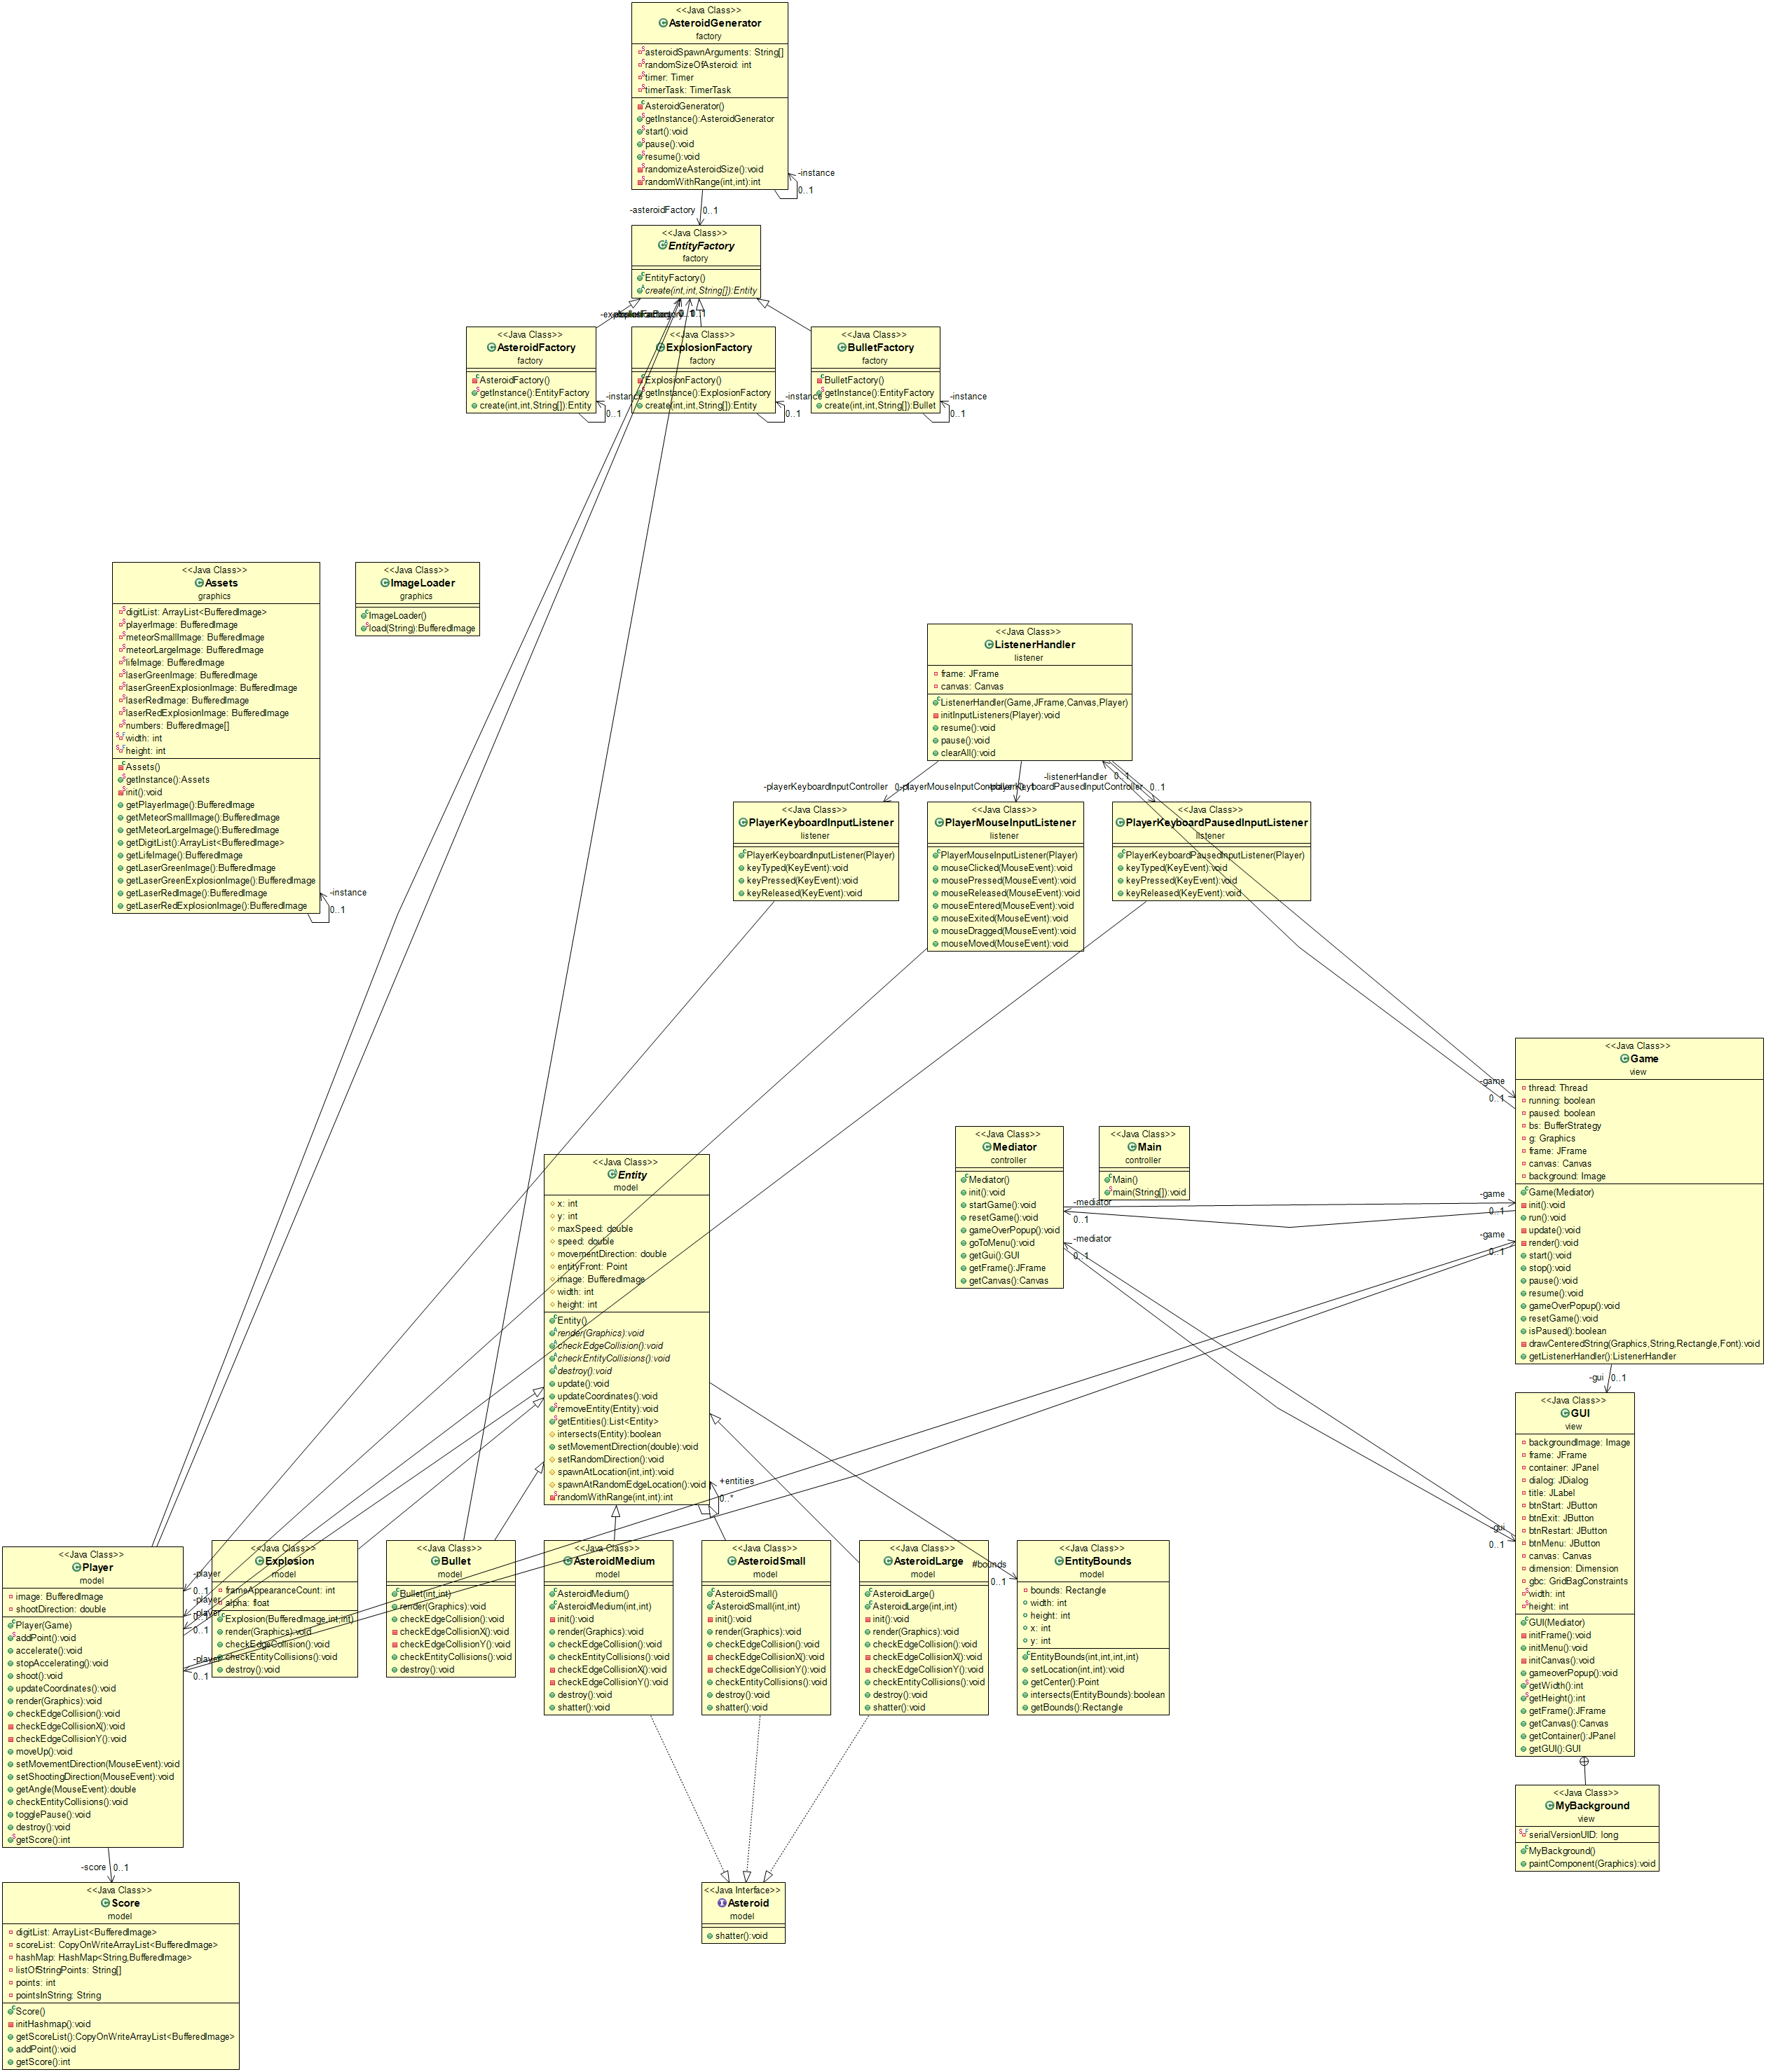 <<Java Class>>
AsteroidGenerator
factory
asteroidSpawnArguments: String[]
randomSizeOfAsteroid: int
timer: Timer
timerTask: TimerTask
AsteroidGenerator()
getInstance():AsteroidGenerator
start():void
pause():void
resume():void
randomizeAsteroidSize():void
randomWithRange(int,int):int
-instance
0..1
-asteroidFactory
0..1
<<Java Class>>
EntityFactory
factory
EntityFactory()
create(int,int,String[]):Entity
<<Java Class>>
AsteroidFactory
factory
AsteroidFactory()
getInstance():EntityFactory
create(int,int,String[]):Entity
-instance
0..1
<<Java Class>>
ExplosionFactory
factory
ExplosionFactory()
getInstance():ExplosionFactory
create(int,int,String[]):Entity
-instance
0..1
<<Java Class>>
BulletFactory
factory
BulletFactory()
getInstance():EntityFactory
create(int,int,String[]):Bullet
-instance
0..1
<<Java Class>>
Assets
graphics
digitList: ArrayList<BufferedImage>
playerImage: BufferedImage
meteorSmallImage: BufferedImage
meteorLargeImage: BufferedImage
lifeImage: BufferedImage
laserGreenImage: BufferedImage
laserGreenExplosionImage: BufferedImage
laserRedImage: BufferedImage
laserRedExplosionImage: BufferedImage
numbers: BufferedImage[]
width: int
height: int
Assets()
getInstance():Assets
init():void
getPlayerImage():BufferedImage
getMeteorSmallImage():BufferedImage
getMeteorLargeImage():BufferedImage
getDigitList():ArrayList<BufferedImage>
getLifeImage():BufferedImage
getLaserGreenImage():BufferedImage
getLaserGreenExplosionImage():BufferedImage
getLaserRedImage():BufferedImage
getLaserRedExplosionImage():BufferedImage
-instance
0..1
<<Java Class>>
ImageLoader
graphics
ImageLoader()
load(String):BufferedImage
<<Java Class>>
ListenerHandler
listener
frame: JFrame
canvas: Canvas
ListenerHandler(Game,JFrame,Canvas,Player)
initInputListeners(Player):void
resume():void
pause():void
clearAll():void
-listenerHandler
0..1
-playerKeyboardInputController
0..1
<<Java Class>>
PlayerKeyboardInputListener
listener
PlayerKeyboardInputListener(Player)
keyTyped(KeyEvent):void
keyPressed(KeyEvent):void
keyReleased(KeyEvent):void
<<Java Class>>
PlayerMouseInputListener
listener
PlayerMouseInputListener(Player)
mouseClicked(MouseEvent):void
mousePressed(MouseEvent):void
mouseReleased(MouseEvent):void
mouseEntered(MouseEvent):void
mouseExited(MouseEvent):void
mouseDragged(MouseEvent):void
mouseMoved(MouseEvent):void
<<Java Class>>
PlayerKeyboardPausedInputListener
listener
PlayerKeyboardPausedInputListener(Player)
keyTyped(KeyEvent):void
keyPressed(KeyEvent):void
keyReleased(KeyEvent):void
<<Java Class>>
Game
view
thread: Thread
running: boolean
paused: boolean
bs: BufferStrategy
g: Graphics
frame: JFrame
canvas: Canvas
background: Image
Game(Mediator)
init():void
run():void
update():void
render():void
start():void
stop():void
pause():void
resume():void
gameOverPopup():void
resetGame():void
isPaused():boolean
drawCenteredString(Graphics,String,Rectangle,Font):void
getListenerHandler():ListenerHandler
-game
0..1
-game
0..1
-game
0..1
<<Java Class>>
Mediator
controller
Mediator()
init():void
startGame():void
resetGame():void
gameOverPopup():void
goToMenu():void
getGui():GUI
getFrame():JFrame
getCanvas():Canvas
-mediator
0..1
-mediator
0..1
<<Java Class>>
Main
controller
Main()
main(String[]):void
<<Java Class>>
Entity
model
x: int
y: int
maxSpeed: double
speed: double
movementDirection: double
entityFront: Point
image: BufferedImage
width: int
height: int
Entity()
render(Graphics):void
checkEdgeCollision():void
checkEntityCollisions():void
destroy():void
update():void
updateCoordinates():void
removeEntity(Entity):void
getEntities():List<Entity>
intersects(Entity):boolean
setMovementDirection(double):void
setRandomDirection():void
spawnAtLocation(int,int):void
spawnAtRandomEdgeLocation():void
randomWithRange(int,int):int
+entities
0..*
-gui
0..1
<<Java Class>>
GUI
view
backgroundImage: Image
frame: JFrame
container: JPanel
dialog: JDialog
title: JLabel
btnStart: JButton
btnExit: JButton
btnRestart: JButton
btnMenu: JButton
canvas: Canvas
dimension: Dimension
gbc: GridBagConstraints
width: int
height: int
GUI(Mediator)
initFrame():void
initMenu():void
initCanvas():void
gameoverPopup():void
getWidth():int
getHeight():int
getFrame():JFrame
getCanvas():Canvas
getContainer():JPanel
getGUI():GUI
-gui
0..1
<<Java Class>>
MyBackground
view
serialVersionUID: long
MyBackground()
paintComponent(Graphics):void
<<Java Class>>
Player
model
image: BufferedImage
shootDirection: double
Player(Game)
addPoint():void
accelerate():void
stopAccelerating():void
shoot():void
updateCoordinates():void
render(Graphics):void
checkEdgeCollision():void
checkEdgeCollisionX():void
checkEdgeCollisionY():void
moveUp():void
setMovementDirection(MouseEvent):void
setShootingDirection(MouseEvent):void
getAngle(MouseEvent):double
checkEntityCollisions():void
togglePause():void
destroy():void
getScore():int
-player
0..1
-player
-player
0..1
-player
0..1
<<Java Class>>
Explosion
model
frameAppearanceCount: int
alpha: float
Explosion(BufferedImage,int,int)
render(Graphics):void
checkEdgeCollision():void
checkEntityCollisions():void
destroy():void
<<Java Class>>
Bullet
model
Bullet(int,int)
render(Graphics):void
checkEdgeCollision():void
checkEdgeCollisionX():void
checkEdgeCollisionY():void
checkEntityCollisions():void
destroy():void
<<Java Class>>
AsteroidMedium
model
AsteroidMedium()
AsteroidMedium(int,int)
init():void
render(Graphics):void
checkEdgeCollision():void
checkEntityCollisions():void
checkEdgeCollisionX():void
checkEdgeCollisionY():void
destroy():void
shatter():void
<<Java Class>>
AsteroidSmall
model
AsteroidSmall()
AsteroidSmall(int,int)
init():void
render(Graphics):void
checkEdgeCollision():void
checkEdgeCollisionX():void
checkEdgeCollisionY():void
checkEntityCollisions():void
destroy():void
shatter():void
<<Java Class>>
AsteroidLarge
model
AsteroidLarge()
AsteroidLarge(int,int)
init():void
render(Graphics):void
checkEdgeCollision():void
checkEdgeCollisionX():void
checkEdgeCollisionY():void
checkEntityCollisions():void
destroy():void
shatter():void
#bounds
0..1
<<Java Class>>
EntityBounds
model
bounds: Rectangle
width: int
height: int
x: int
y: int
EntityBounds(int,int,int,int)
setLocation(int,int):void
getCenter():Point
intersects(EntityBounds):boolean
getBounds():Rectangle
-score
0..1
<<Java Class>>
Score
model
digitList: ArrayList<BufferedImage>
scoreList: CopyOnWriteArrayList<BufferedImage>
hashMap: HashMap<String,BufferedImage>
listOfStringPoints: String[]
points: int
pointsInString: String
Score()
initHashmap():void
getScoreList():CopyOnWriteArrayList<BufferedImage>
addPoint():void
getScore():int
<<Java Interface>>
Asteroid
model
shatter():void